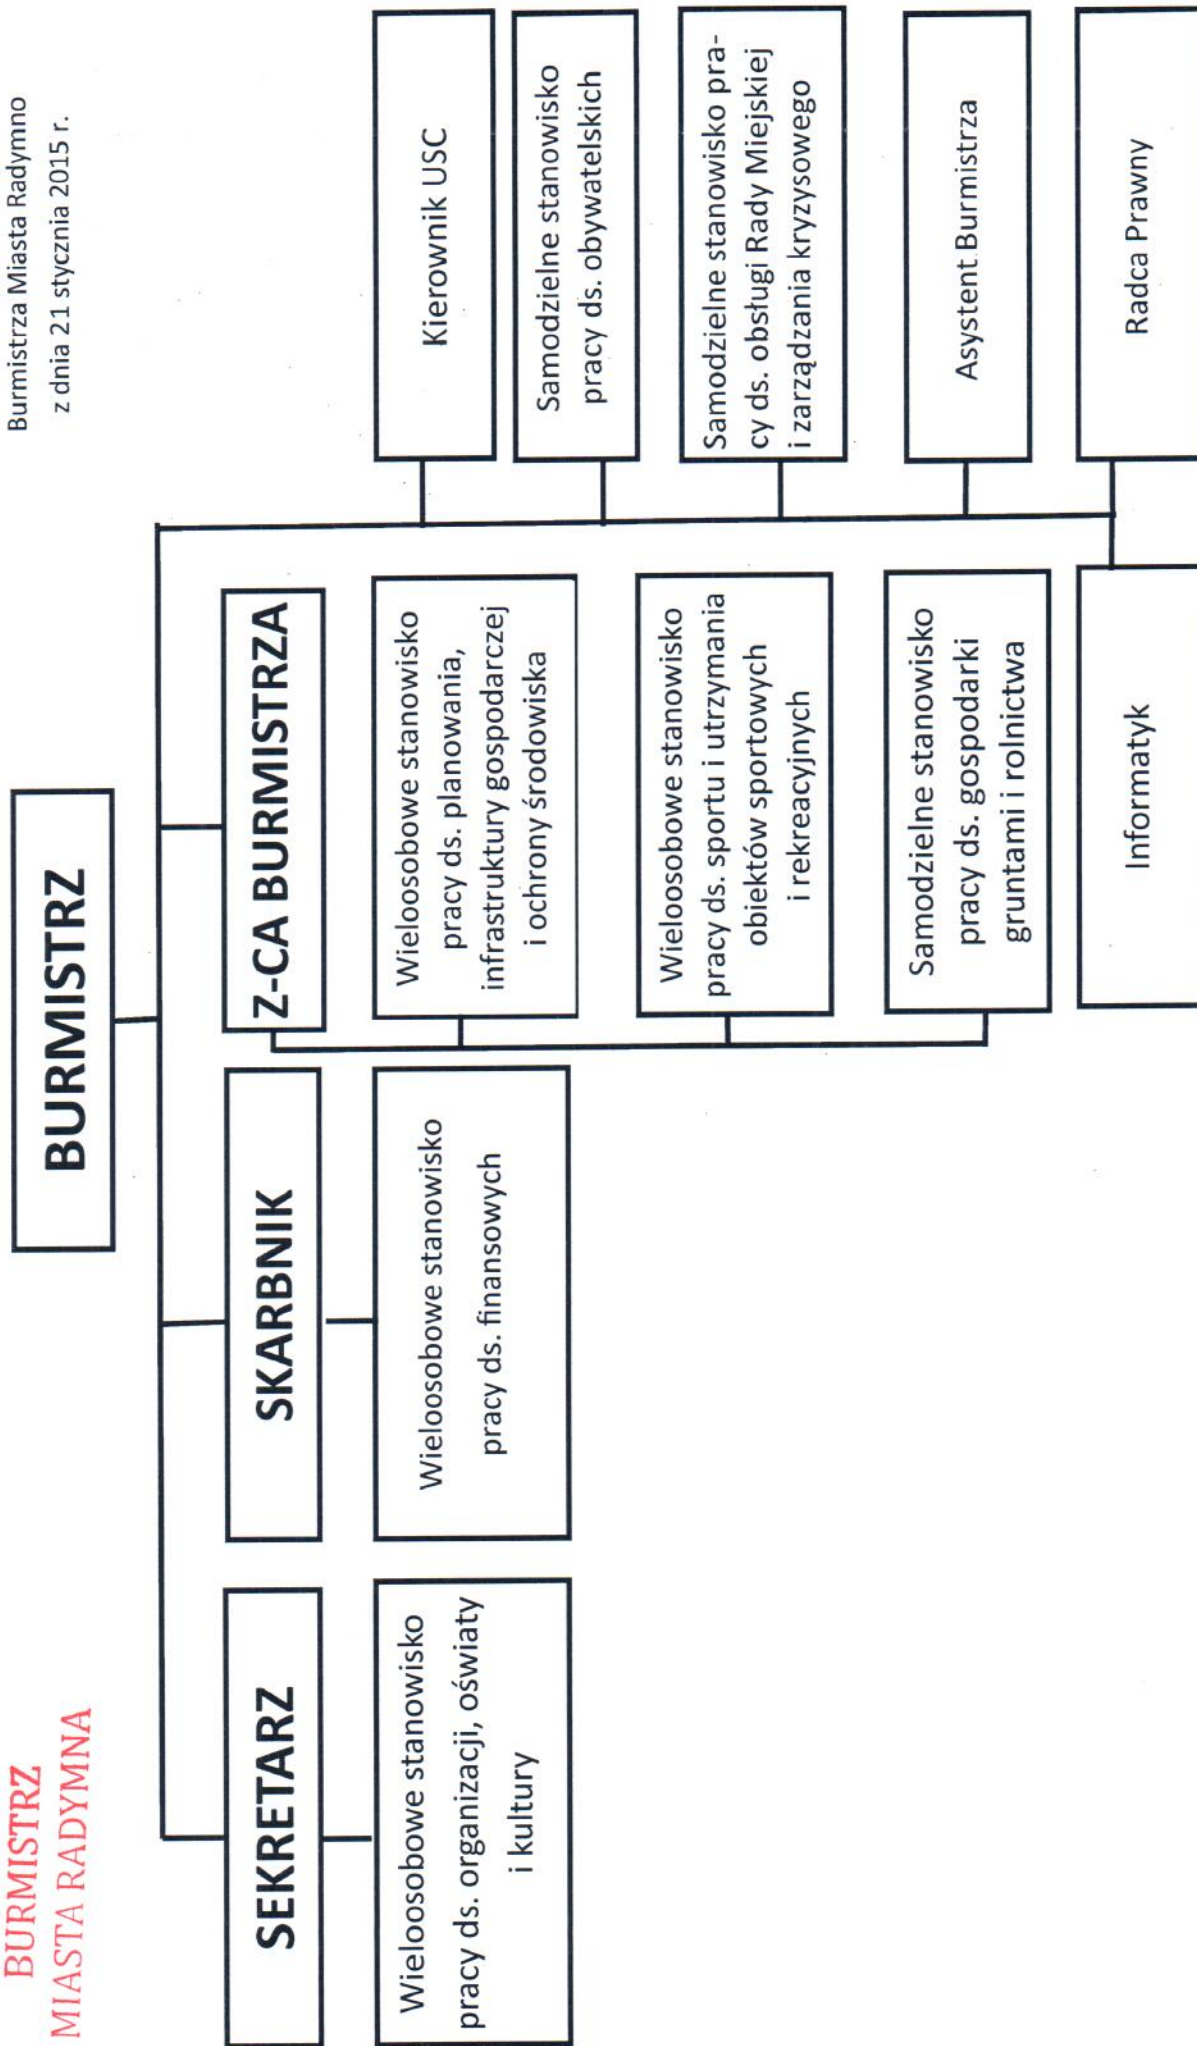 BURMISTRZ
MIASTA RADYMNA
Burmistrza Miasta Radymno
z dnia 21 stycznia 2015 r.
BURMISTRZ
SEKRETARZ
SKARBNIK
Z-CA BURMISTRZA
Wieloosobowe stanowisko
pracy ds. organizacji, oświaty
i kultury
Wieloosobowe stanowisko
pracy ds. finansowych
Wieloosobowe stanowisko
pracy ds. planowania,
infrastruktury gospodarczej
i ochrony środowiska
Wieloosobowe stanowisko
pracy ds. sportu i utrzymania
obiektów sportowych
i rekreacyjnych
Samodzielne stanowisko
pracy ds. gospodarki
gruntami i rolnictwa
Informatyk
Kierownik USC
Samodzielne stanowisko
pracy ds. obywatelskich
Samodzielne stanowisko pra-
cy ds. obsługi Rady Miejskiej
i zarządzania kryzysowego
Asystent Burmistrza
Radca Prawny